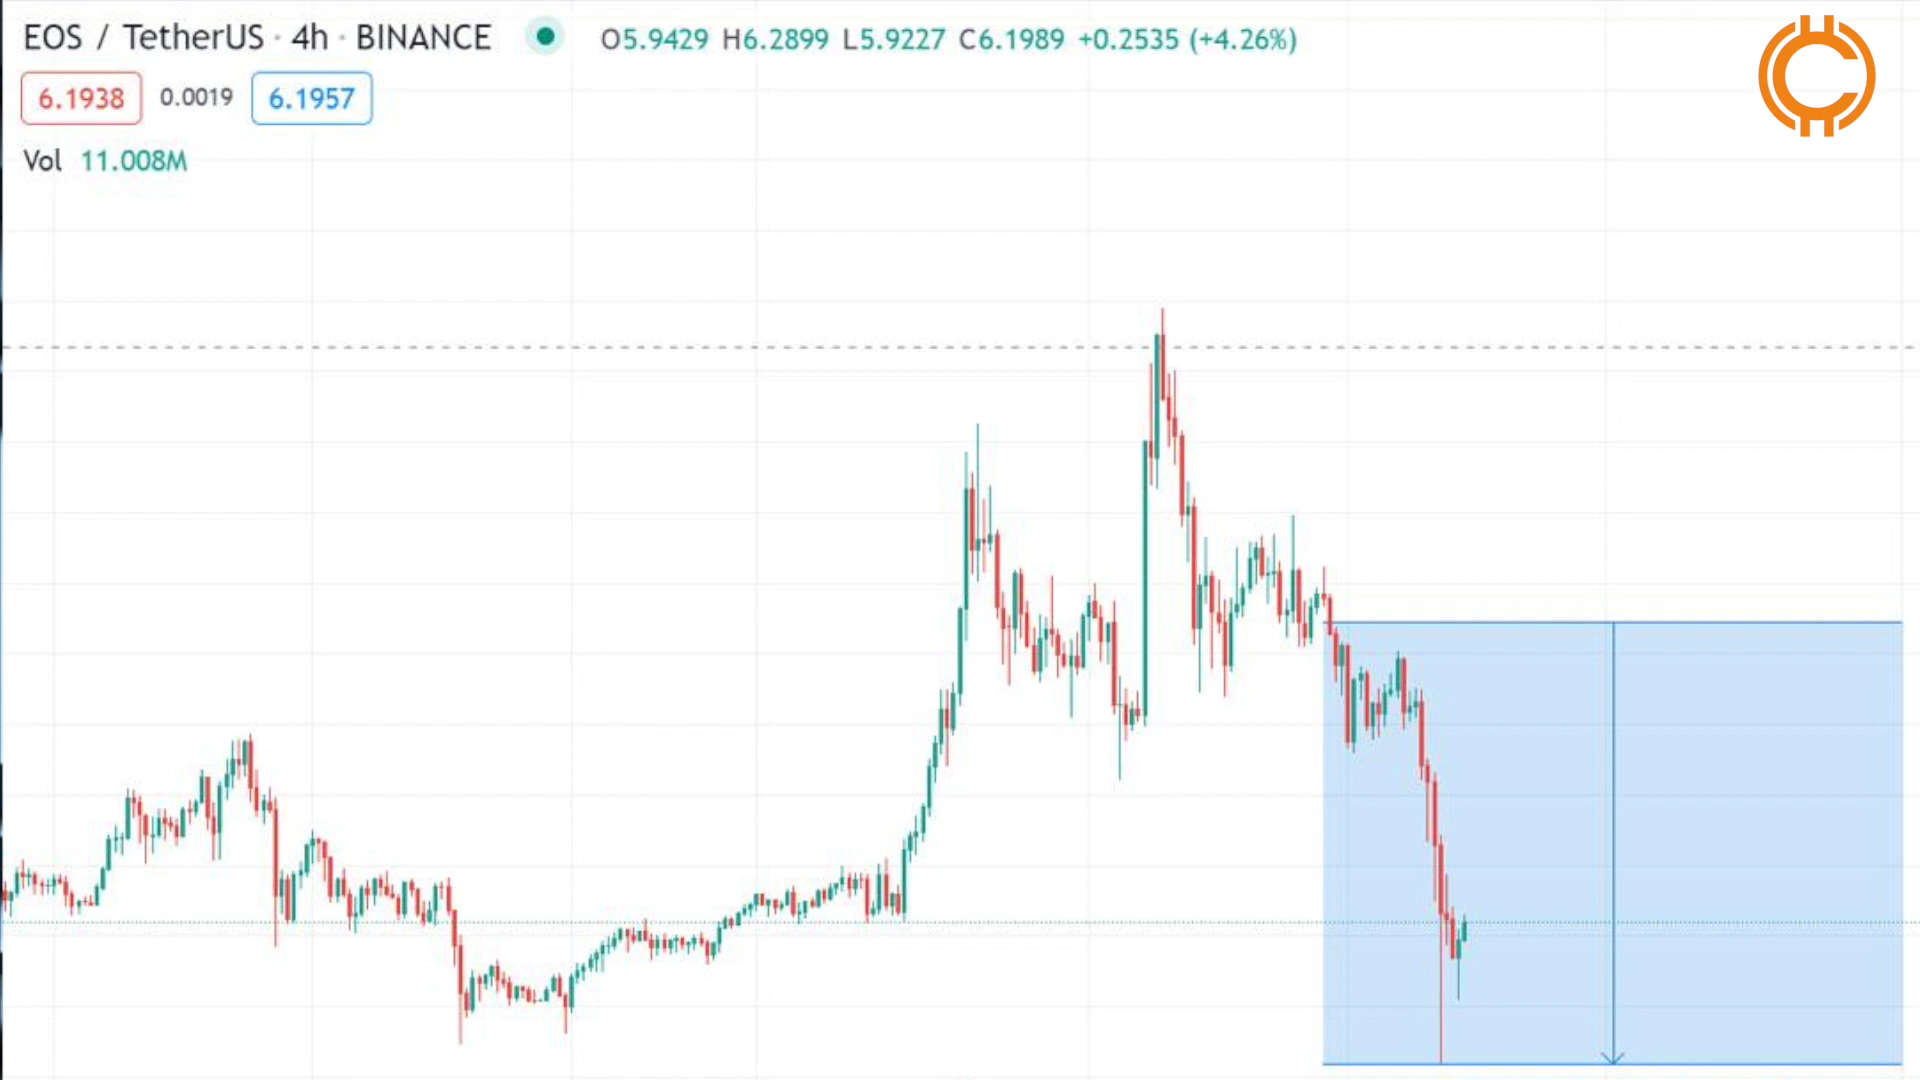 EOS / TetherUS · 4h · BINANCE O5.9429 H6.2899 L5.9227 C6.1989 +0.2535 (+4.26%)
6.1938 0.0019 6.1957
Vol 11.008M